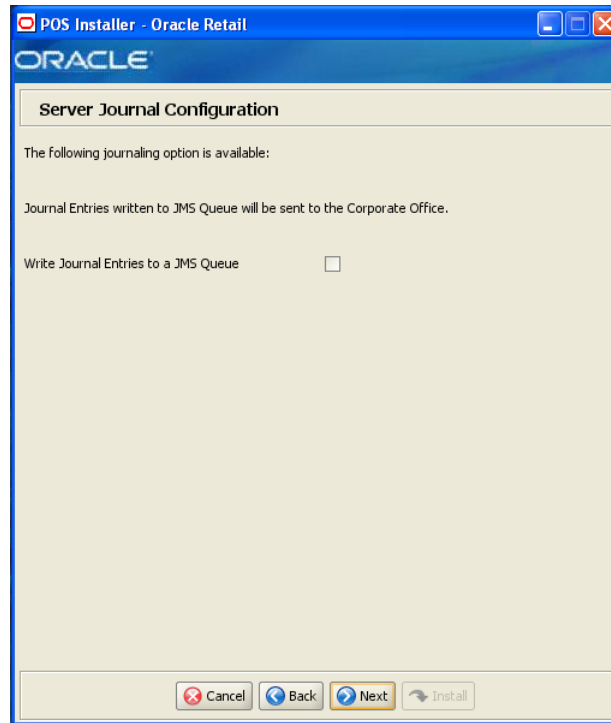 POS Installer - Oracle Retail
ORACLE
Server Journal Configuration
The following journaling option is available:
Journal Entries written to JMS Queue will be sent to the Corporate Office.
Write Journal Entries to a JMS Queue
Cancel Back Next Install